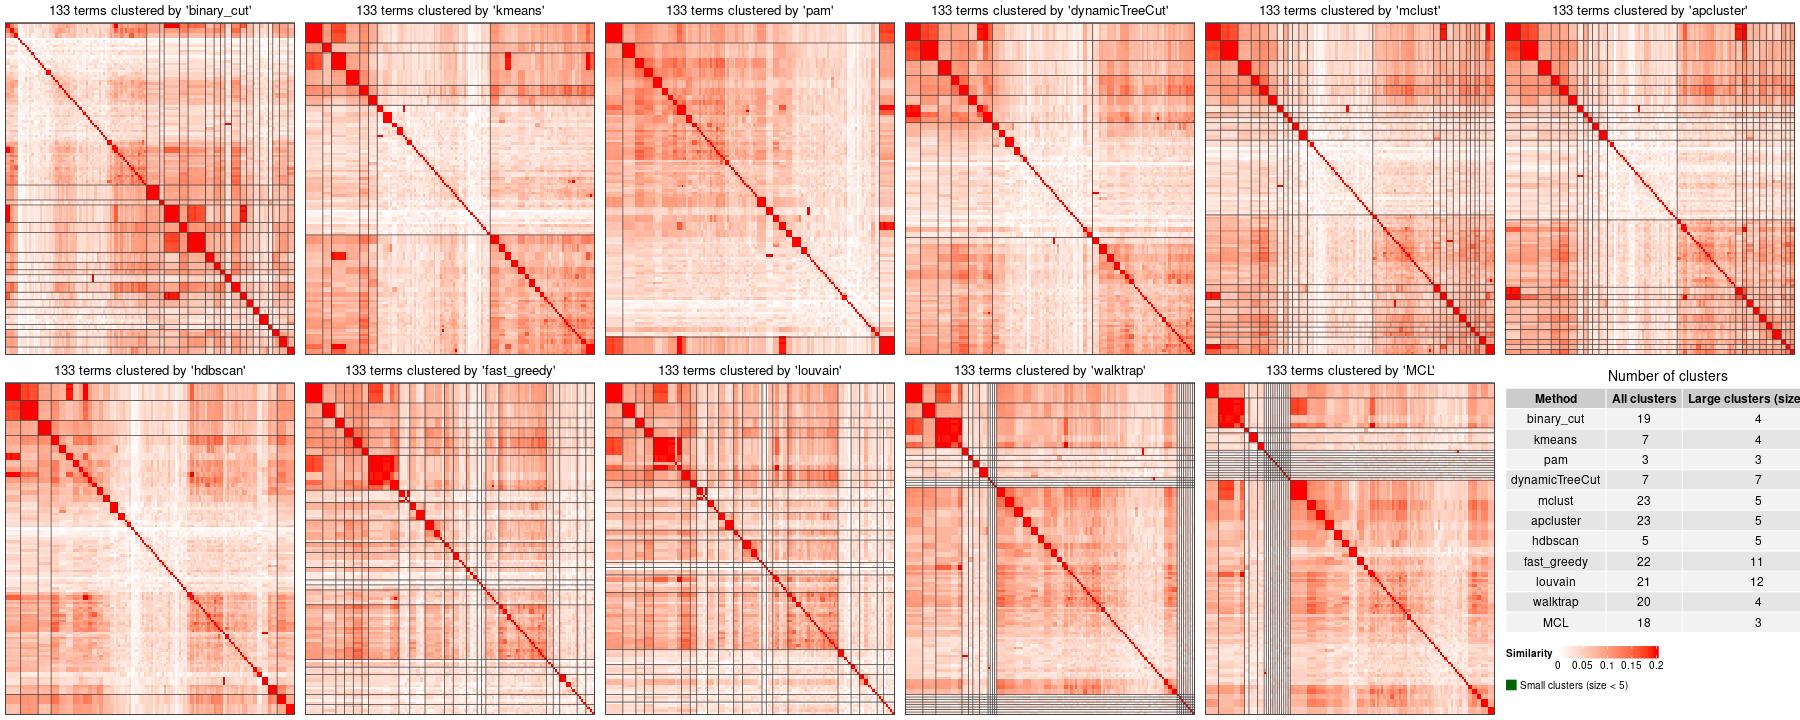 133 terms clustered by 'binary_cut'
133 terms clustered by 'kmeans'
133 terms clustered by 'pam'
133 terms clustered by 'dynamicTreeCut'
133 terms clustered by 'mclust'
133 terms clustered by 'apcluster'
133 terms clustered by 'hdbscan'
133 terms clustered by 'fast_greedy'
133 terms clustered by 'louvain'
133 terms clustered by 'walktrap'
133 terms clustered by 'MCL'
Number of clusters
Method All clusters Large clusters (size
binary_cut 19 4
kmeans 7 4
pam 3 3
dynamicTreeCut 7 7
mclust 23 5
apcluster 23 5
hdbscan 5 5
fast_greedy 22 11
louvain 21 12
walktrap 20 4
MCL 18 3
Similarity
0 0.05 0.1 0.15 0.2
Small clusters (size < 5)